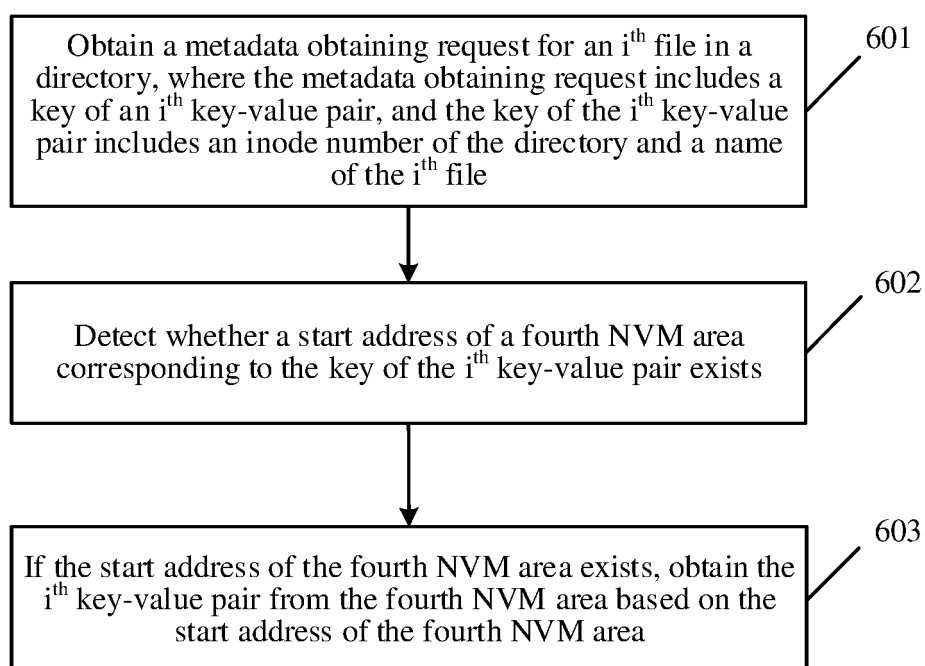 Obtain a metadata obtaining request for an iᵗʰ file in a
directory, where the metadata obtaining request includes a
key of an iᵗʰ key-value pair, and the key of the iᵗʰ key-value
pair includes an inode number of the directory and a name
of the iᵗʰ file
601
Detect whether a start address of a fourth NVM area
corresponding to the key of the iᵗʰ key-value pair exists
602
If the start address of the fourth NVM area exists, obtain the
iᵗʰ key-value pair from the fourth NVM area based on the
start address of the fourth NVM area
603